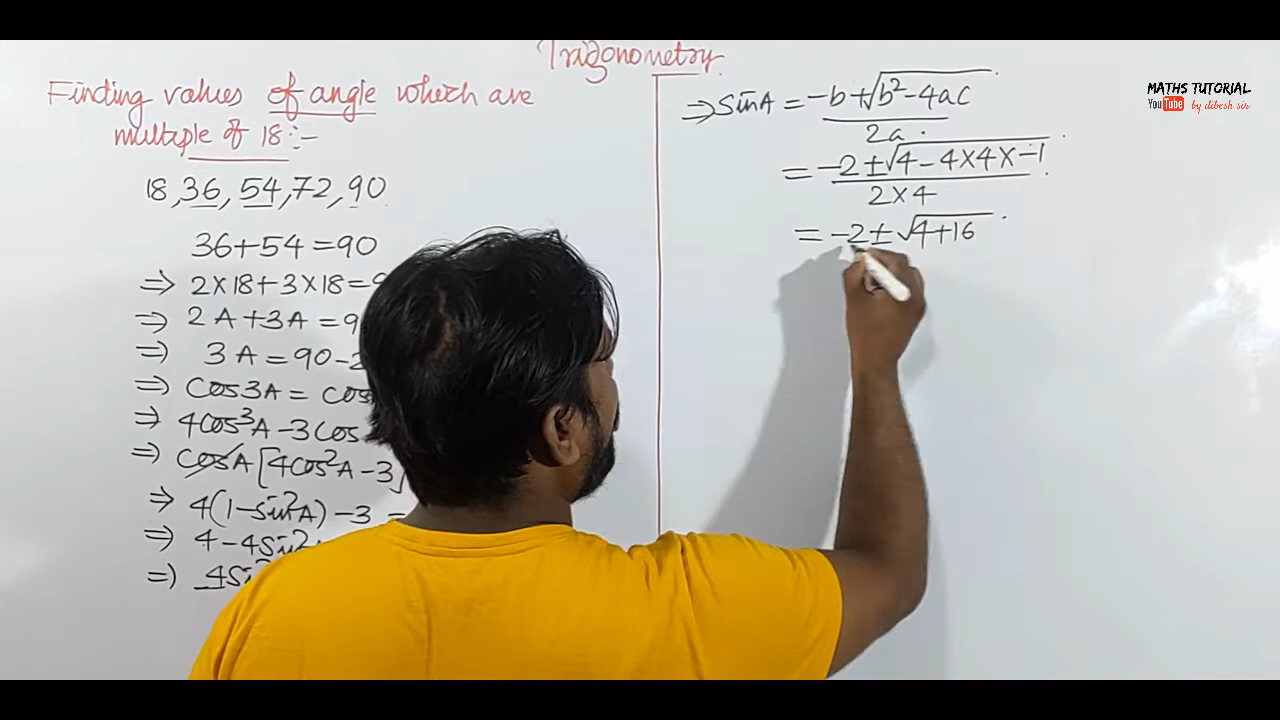 Trigonometry
Finding values of angle which are
multiple of 18:-
18, 36, 54, 72, 90
36+54=90
⇒ 2×18+3×18=9
⇒ 2A+3A=9
⇒ 3A=90-2
⇒ Cos3A = cos
⇒ 4Cos³A-3Cos
⇒ CosA[4Cos²A-3]
⇒ 4(1-Sin²A)-3 =
⇒ 4-4Sin²
⇒ 4Si
⇒ SinA = -b+√b²-4ac
2a
= -2±√4-4×4×-1
2×4
= -2±√4+16
MATHS TUTORIAL
YouTube by dibesh sir